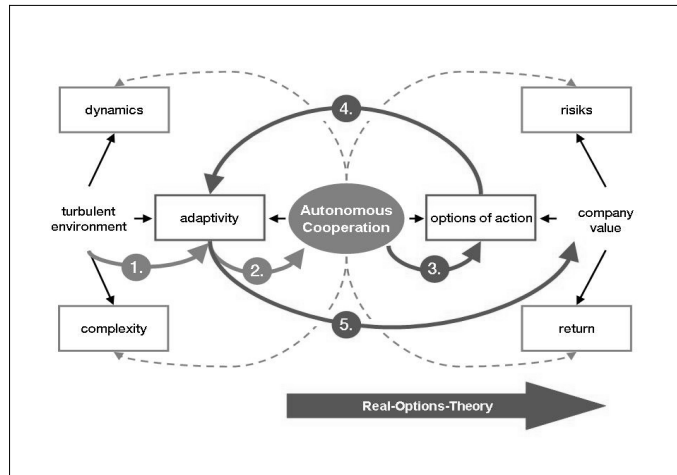 dynamics
4.
risiks
turbulent
environment
adaptivity
Autonomous
Cooperation
options of action
company
value
1.
2.
3.
complexity
5.
return
Real-Options-Theory